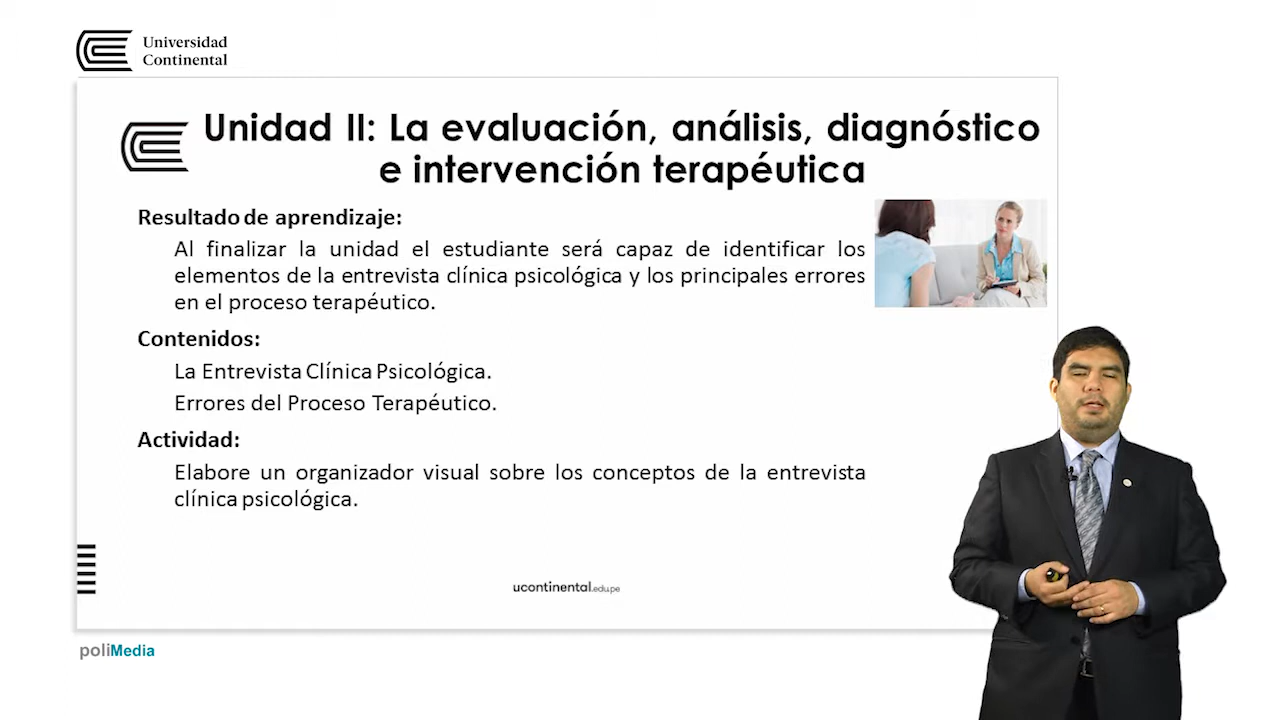 Universidad
Continental
Unidad II: La evaluación, análisis, diagnóstico
e intervención terapéutica
Resultado de aprendizaje:
Al finalizar la unidad el estudiante será capaz de identificar los
elementos de la entrevista clínica psicológica y los principales errores
en el proceso terapéutico.
Contenidos:
La Entrevista Clínica Psicológica.
Errores del Proceso Terapéutico.
Actividad:
Elabore un organizador visual sobre los conceptos de la entrevista
clínica psicológica.
ucontinental.edu.pe
poliMedia